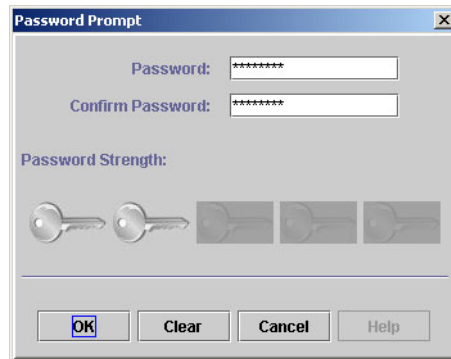 Password Prompt
Password: ********
Confirm Password: ********
Password Strength:
OK Clear Cancel Help